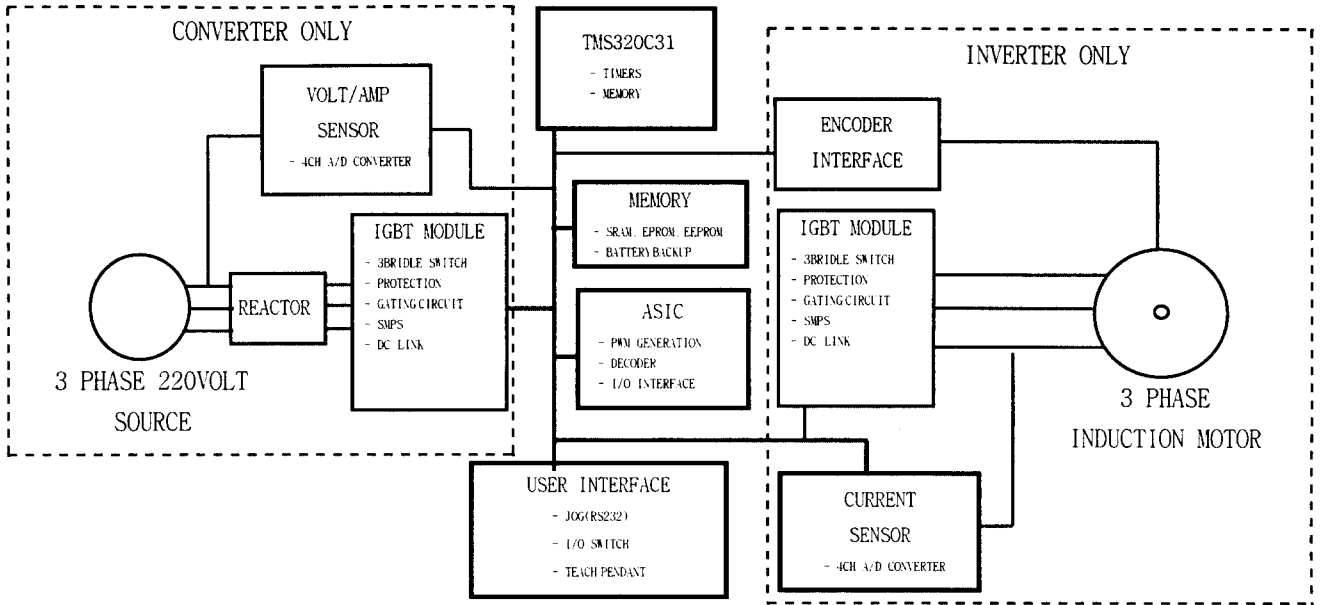 CONVERTER ONLY
VOLT/AMP
SENSOR
- 4CH A/D CONVERTER
IGBT MODULE
- 3BRIDLE SWITCH
- PROTECTION
- GATING CIRCUIT
- SMPS
- DC LINK
REACTOR
3 PHASE 220VOLT
SOURCE
TMS320C31
- TIMERS
- MEMORY
MEMORY
- SRAM, EPROM, EEPROM
- BATTERY BACKUP
ASIC
- PWM GENERATION
- DECODER
- I/O INTERFACE
USER INTERFACE
- JOG(RS232)
- I/O SWITCH
- TEACH PENDANT
INVERTER ONLY
ENCODER
INTERFACE
IGBT MODULE
- 3BRIDLE SWITCH
- PROTECTION
- GATING CIRCUIT
- SMPS
- DC LINK
3 PHASE
INDUCTION MOTOR
CURRENT
SENSOR
- 4CH A/D CONVERTER